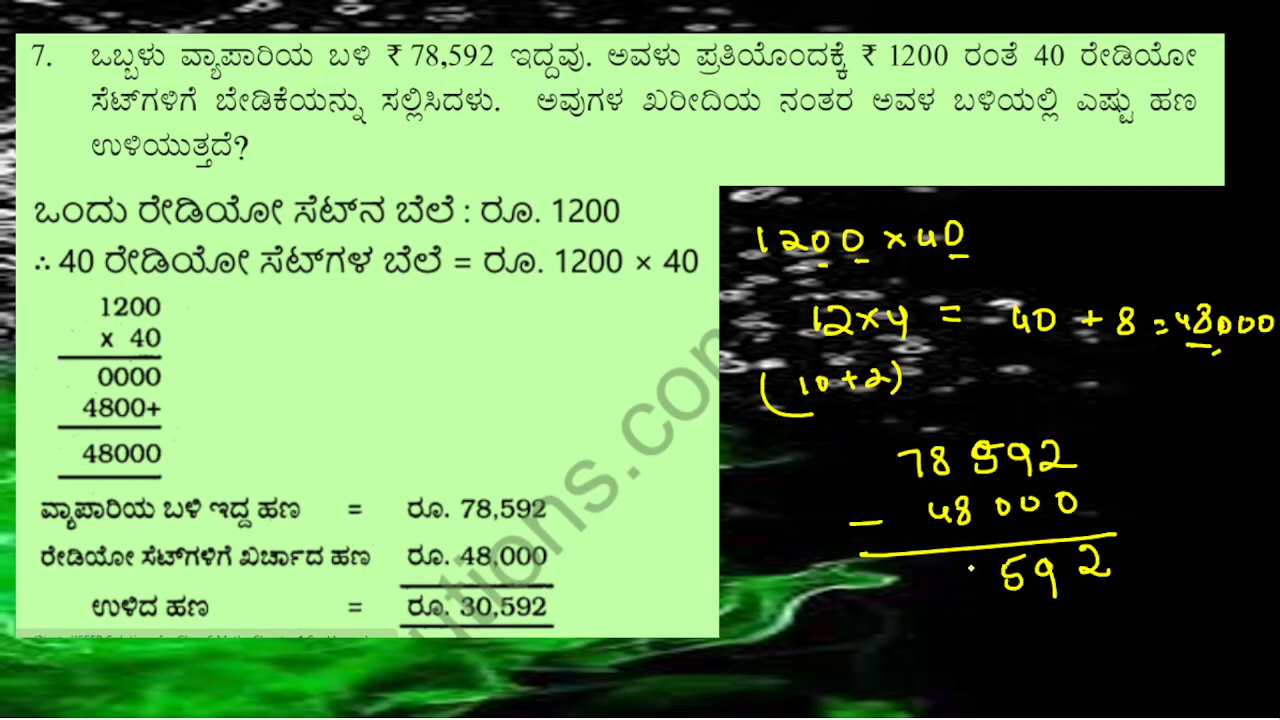 7. ಒಬ್ಬಳು ವ್ಯಾಪಾರಿಯ ಬಳಿ ₹ 78,592 ಇದ್ದವು. ಅವಳು ಪ್ರತಿಯೊಂದಕ್ಕೆ ₹ 1200 ರಂತೆ 40 ರೇಡಿಯೋ
ಸೆಟ್‌ಗಳಿಗೆ ಬೇಡಿಕೆಯನ್ನು ಸಲ್ಲಿಸಿದಳು. ಅವುಗಳ ಖರೀದಿಯ ನಂತರ ಅವಳ ಬಳಿಯಲ್ಲಿ ಎಷ್ಟು ಹಣ
ಉಳಿಯುತ್ತದೆ?
ಒಂದು ರೇಡಿಯೋ ಸೆಟ್‌ನ ಬೆಲೆ : ರೂ. 1200
∴ 40 ರೇಡಿಯೋ ಸೆಟ್‌ಗಳ ಬೆಲೆ = ರೂ. 1200 × 40
1200
x 40
0000
4800+
48000
ವ್ಯಾಪಾರಿಯ ಬಳಿ ಇದ್ದ ಹಣ = ರೂ. 78,592
ರೇಡಿಯೋ ಸೆಟ್‌ಗಳಿಗೆ ಖರ್ಚಾದ ಹಣ ರೂ. 48,000
ಉಳಿದ ಹಣ = ರೂ. 30,592
utions.com
1200 × 40
12×4 = 40 + 8 = 48000
(10+2)
78592
- 48000
592